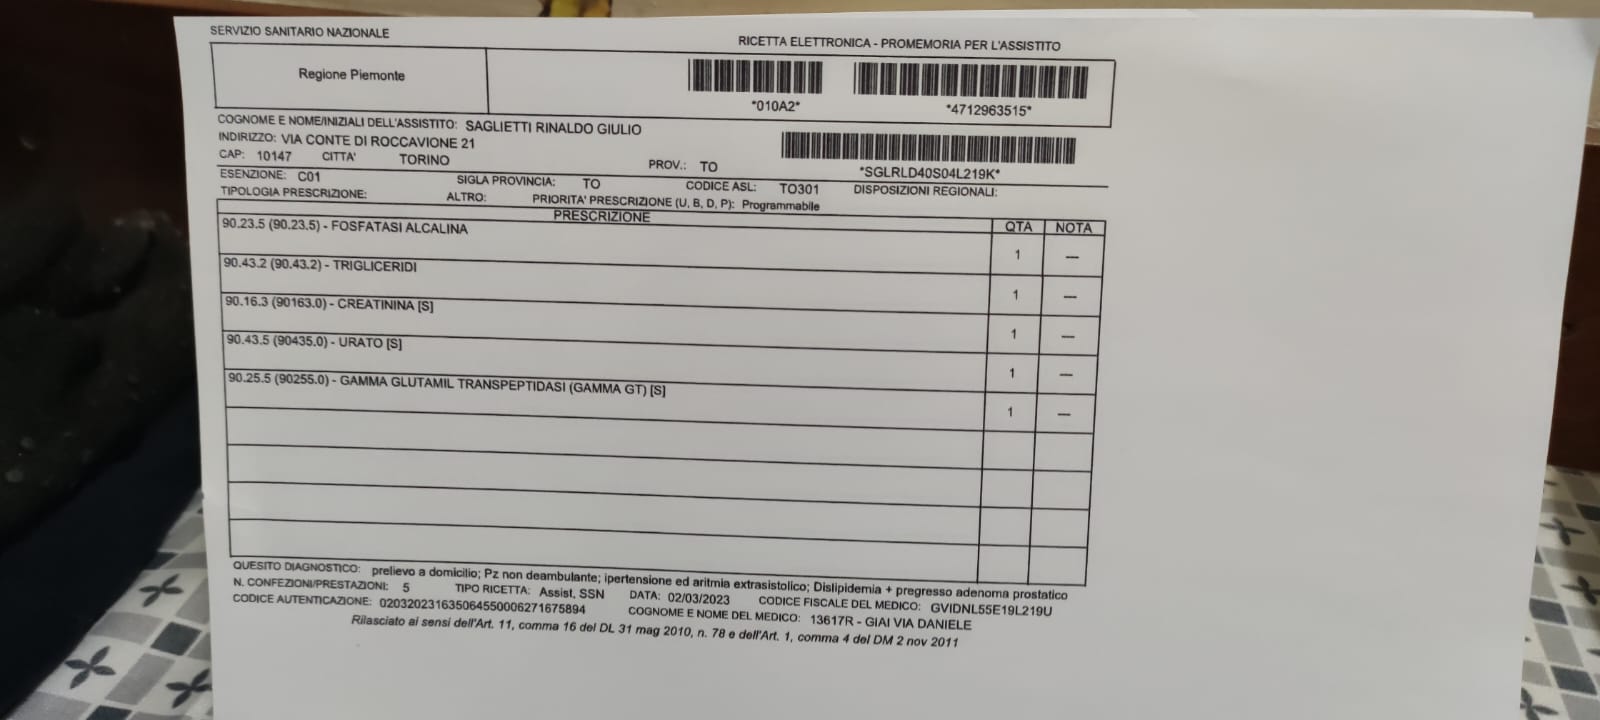 SERVIZIO SANITARIO NAZIONALE
RICETTA ELETTRONICA - PROMEMORIA PER L'ASSISTITO
Regione Piemonte
*010A2* *4712963515*
COGNOME E NOME/INIZIALI DELL'ASSISTITO: SAGLIETTI RINALDO GIULIO
INDIRIZZO: VIA CONTE DI ROCCAVIONE 21
CAP: 10147 CITTA' TORINO PROV.: TO
*SGLRLD40S04L219K*
ESENZIONE: C01 SIGLA PROVINCIA: TO CODICE ASL: TO301 DISPOSIZIONI REGIONALI:
TIPOLOGIA PRESCRIZIONE: ALTRO: PRIORITA' PRESCRIZIONE (U, B, D, P): Programmabile
PRESCRIZIONE QTA NOTA
90.23.5 (90.23.5) - FOSFATASI ALCALINA 1 —
90.43.2 (90.43.2) - TRIGLICERIDI 1 —
90.16.3 (90163.0) - CREATININA [S] 1 —
90.43.5 (90435.0) - URATO [S] 1 —
90.25.5 (90255.0) - GAMMA GLUTAMIL TRANSPEPTIDASI (GAMMA GT) [S] 1 —
QUESITO DIAGNOSTICO: prelievo a domicilio; Pz non deambulante; ipertensione ed aritmia extrasistolico; Dislipidemia + pregresso adenoma prostatico
N. CONFEZIONI/PRESTAZIONI: 5 TIPO RICETTA: Assist. SSN DATA: 02/03/2023 CODICE FISCALE DEL MEDICO: GVIDNL55E19L219U
CODICE AUTENTICAZIONE: 020320231635064550006271675894 COGNOME E NOME DEL MEDICO: 13617R - GIAI VIA DANIELE
Rilasciato ai sensi dell'Art. 11, comma 16 del DL 31 mag 2010, n. 78 e dell'Art. 1, comma 4 del DM 2 nov 2011